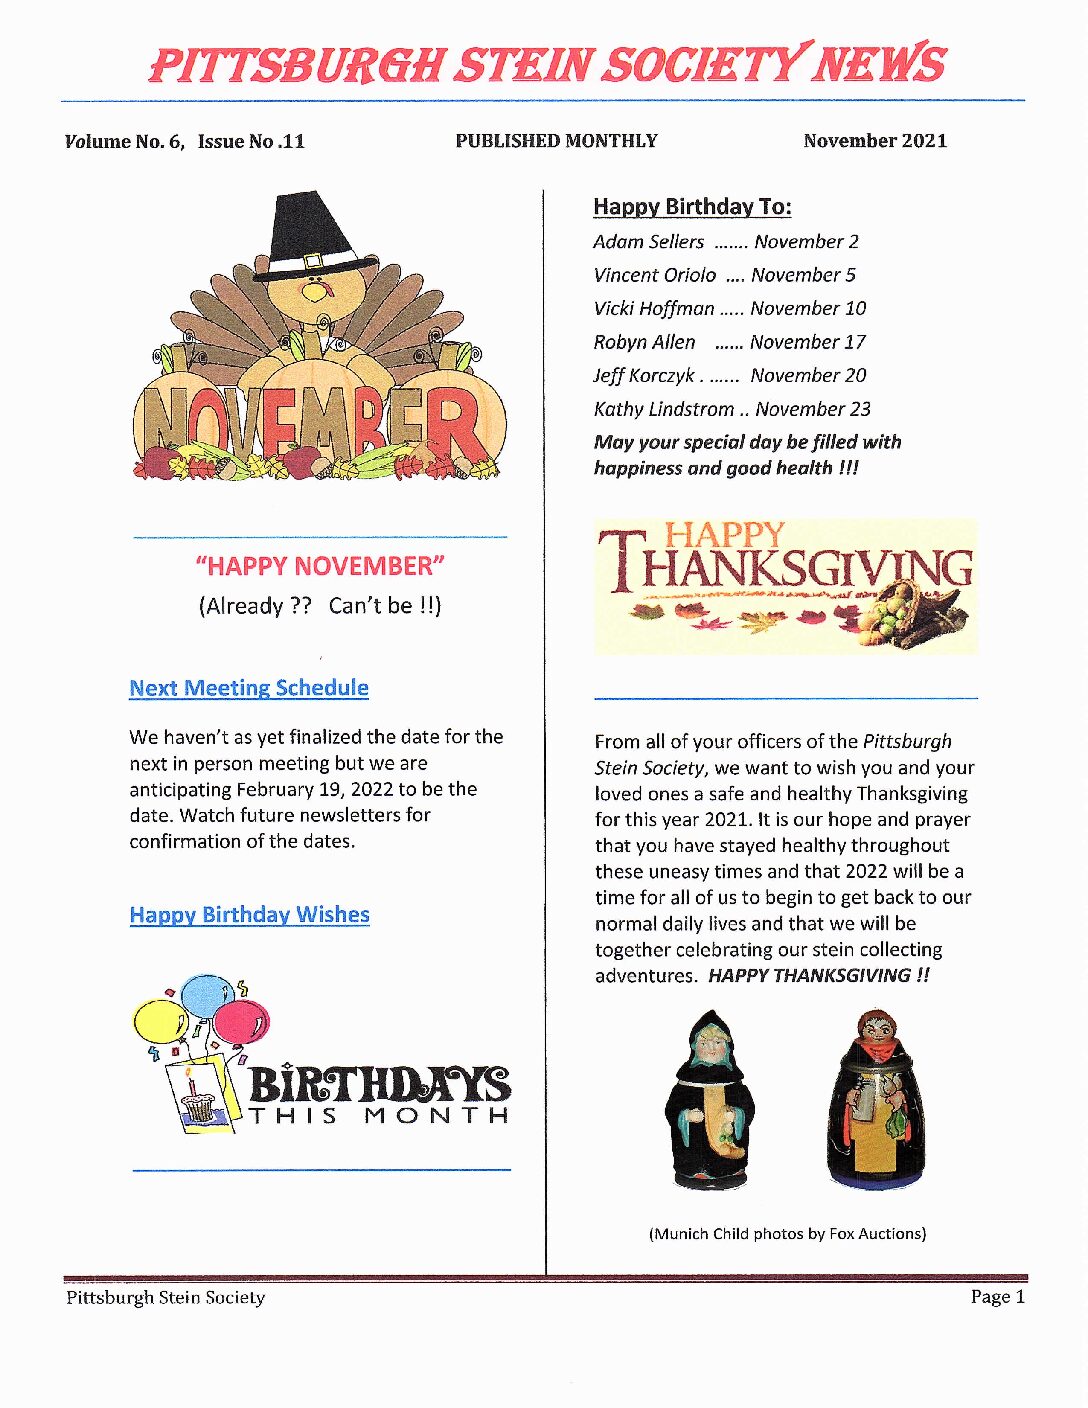 PITTSBURGH STEIN SOCIETY NEWS
Volume No. 6, Issue No .11 PUBLISHED MONTHLY November 2021
NOVEMBER
"HAPPY NOVEMBER"
(Already ?? Can't be !!)
Next Meeting Schedule
We haven't as yet finalized the date for the
next in person meeting but we are
anticipating February 19, 2022 to be the
date. Watch future newsletters for
confirmation of the dates.
Happy Birthday Wishes
BIRTHDAYS
THIS MONTH
Happy Birthday To:
Adam Sellers ....... November 2
Vincent Oriolo .... November 5
Vicki Hoffman ..... November 10
Robyn Allen ...... November 17
Jeff Korczyk . ...... November 20
Kathy Lindstrom .. November 23
May your special day be filled with
happiness and good health !!!
HAPPY
THANKSGIVING
From all of your officers of the Pittsburgh
Stein Society, we want to wish you and your
loved ones a safe and healthy Thanksgiving
for this year 2021. It is our hope and prayer
that you have stayed healthy throughout
these uneasy times and that 2022 will be a
time for all of us to begin to get back to our
normal daily lives and that we will be
together celebrating our stein collecting
adventures. HAPPY THANKSGIVING !!
(Munich Child photos by Fox Auctions)
Pittsburgh Stein Society Page 1